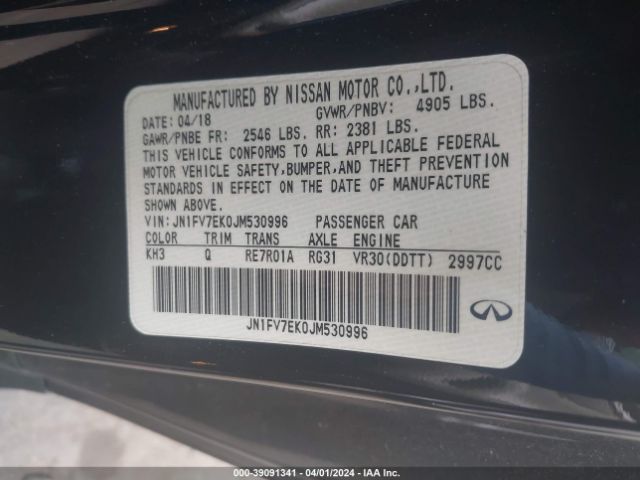 MANUFACTURED BY NISSAN MOTOR CO.,LTD.
DATE: 04/18 GVWR/PNBV: 4905 LBS.
GAWR/PNBE FR: 2546 LBS. RR: 2381 LBS.
THIS VEHICLE CONFORMS TO ALL APPLICABLE FEDERAL
MOTOR VEHICLE SAFETY,BUMPER,AND THEFT PREVENTION
STANDARDS IN EFFECT ON THE DATE OF MANUFACTURE
SHOWN ABOVE.
VIN:JN1FV7EK0JM530996 PASSENGER CAR
COLOR TRIM TRANS AXLE ENGINE
KH3 Q RE7R01A RG31 VR30(DDTT) 2997CC
JN1FV7EK0JM530996
000-39091341 - 04/01/2024 - IAA Inc.